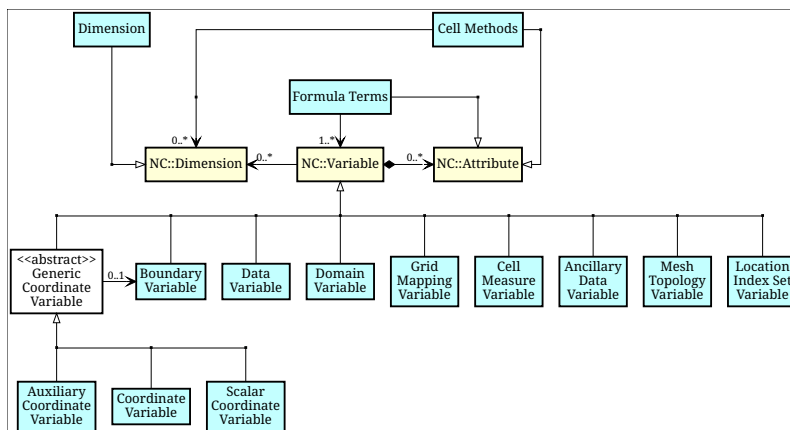 Dimension
Cell Methods
Formula Terms
0..*
1..*
NC::Dimension
0..*
NC::Variable
0..*
NC::Attribute
<<abstract>>
Generic
Coordinate
Variable
0..1
Boundary
Variable
Data
Variable
Domain
Variable
Grid
Mapping
Variable
Cell
Measure
Variable
Ancillary
Data
Variable
Mesh
Topology
Variable
Location
Index Set
Variable
Auxiliary
Coordinate
Variable
Coordinate
Variable
Scalar
Coordinate
Variable